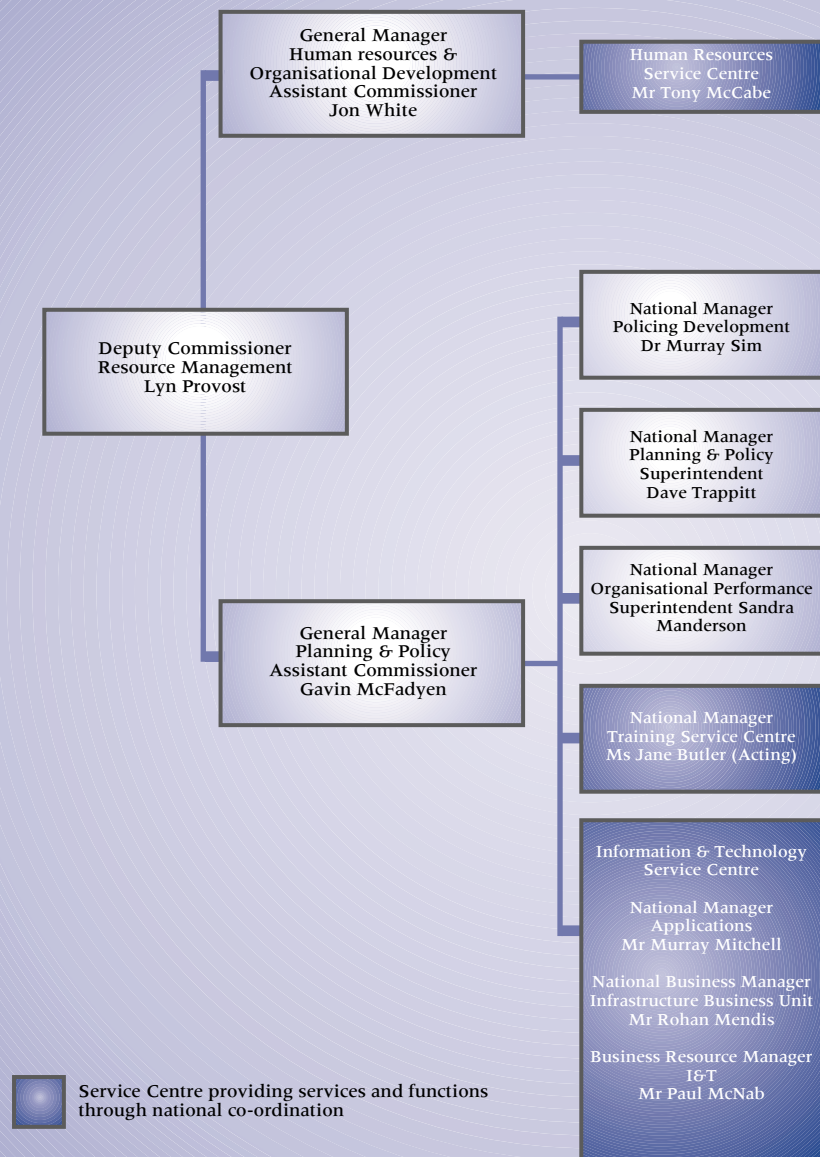 General Manager
Human resources &
Organisational Development
Assistant Commissioner
Jon White
Human Resources
Service Centre
Mr Tony McCabe
Deputy Commissioner
Resource Management
Lyn Provost
National Manager
Policing Development
Dr Murray Sim
National Manager
Planning & Policy
Superintendent
Dave Trappitt
National Manager
Organisational Performance
Superintendent Sandra
Manderson
General Manager
Planning & Policy
Assistant Commissioner
Gavin McFadyen
National Manager
Training Service Centre
Ms Jane Butler (Acting)
Information & Technology
Service Centre
National Manager
Applications
Mr Murray Mitchell
National Business Manager
Infrastructure Business Unit
Mr Rohan Mendis
Business Resource Manager
I&T
Mr Paul McNab
Service Centre providing services and functions
through national co-ordination